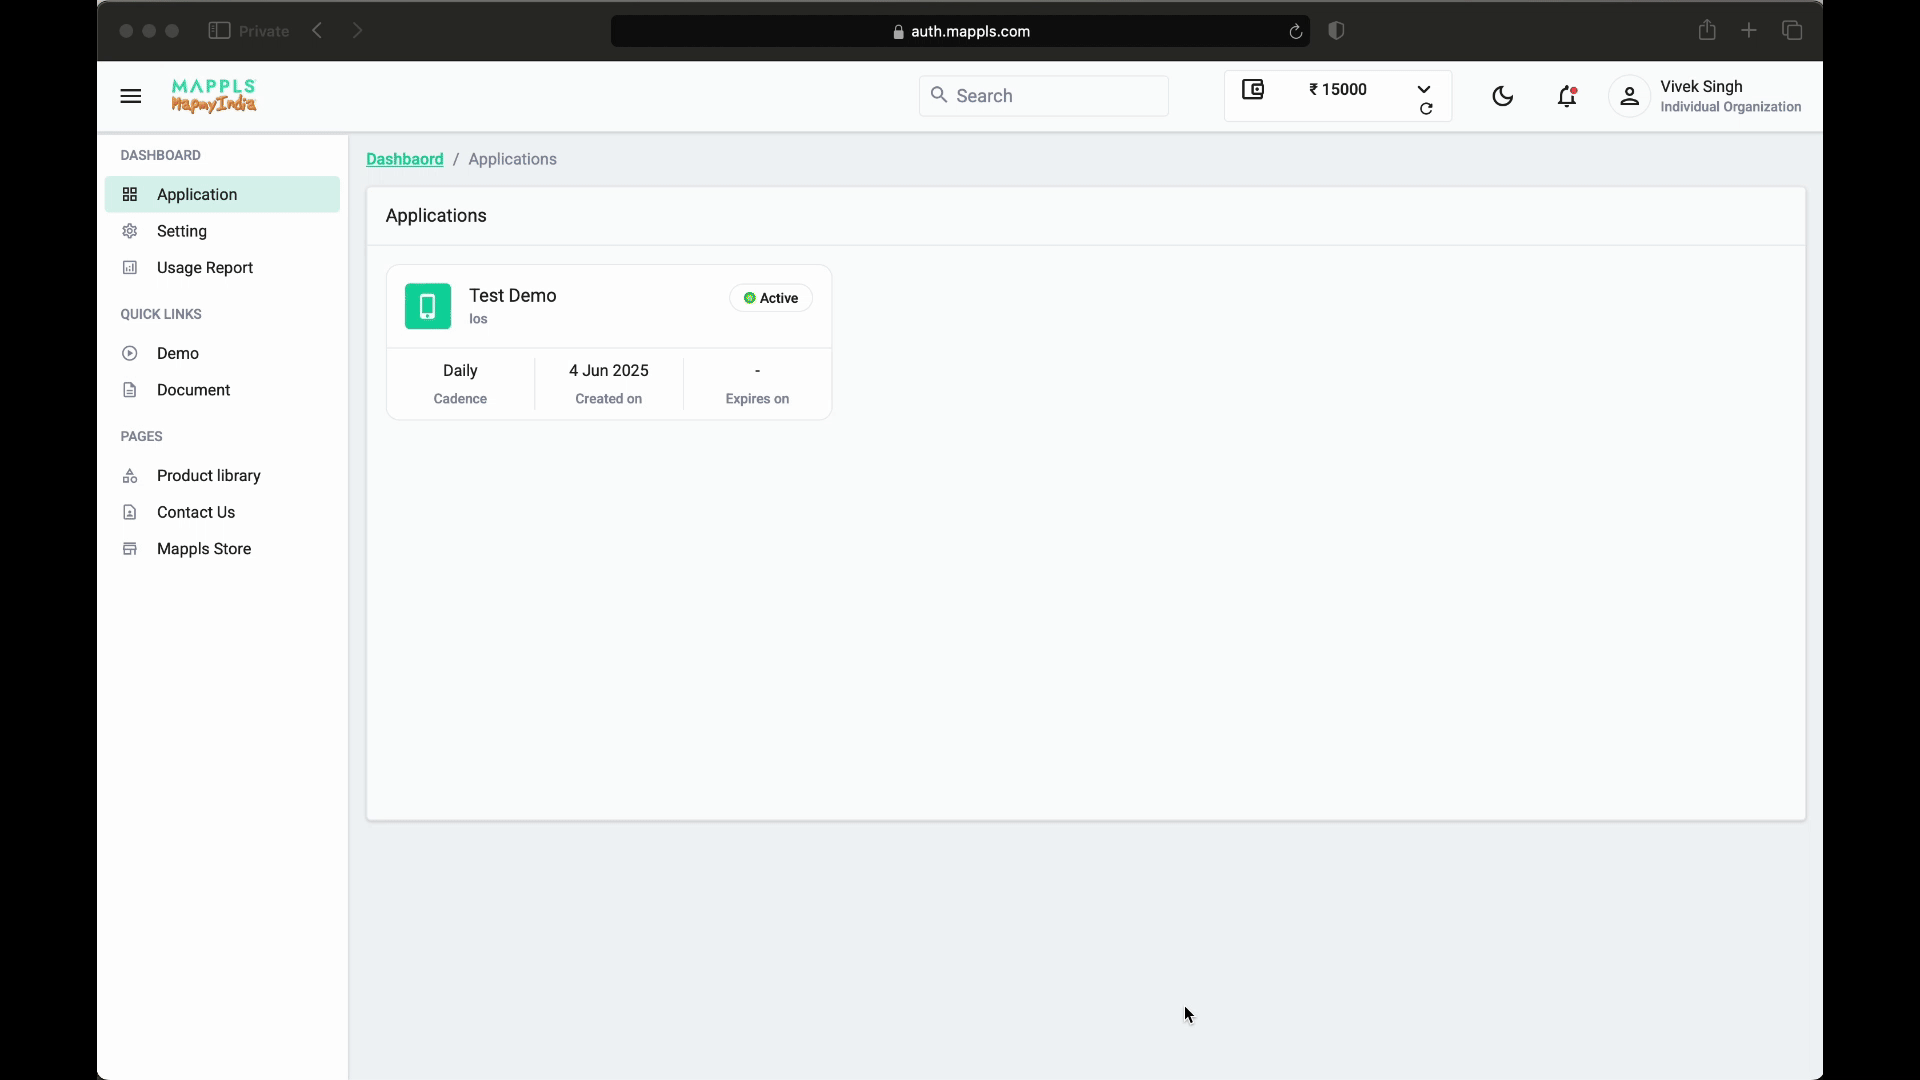 Private
auth.mappls.com
MAPPLS
MapmyIndia
Search
₹ 15000
Vivek Singh
Individual Organization
DASHBOARD
Application
Setting
Usage Report
QUICK LINKS
Demo
Document
PAGES
Product library
Contact Us
Mappls Store
Dashbaord / Applications
Applications
Test Demo
Ios
Active
Daily
Cadence
4 Jun 2025
Created on
-
Expires on